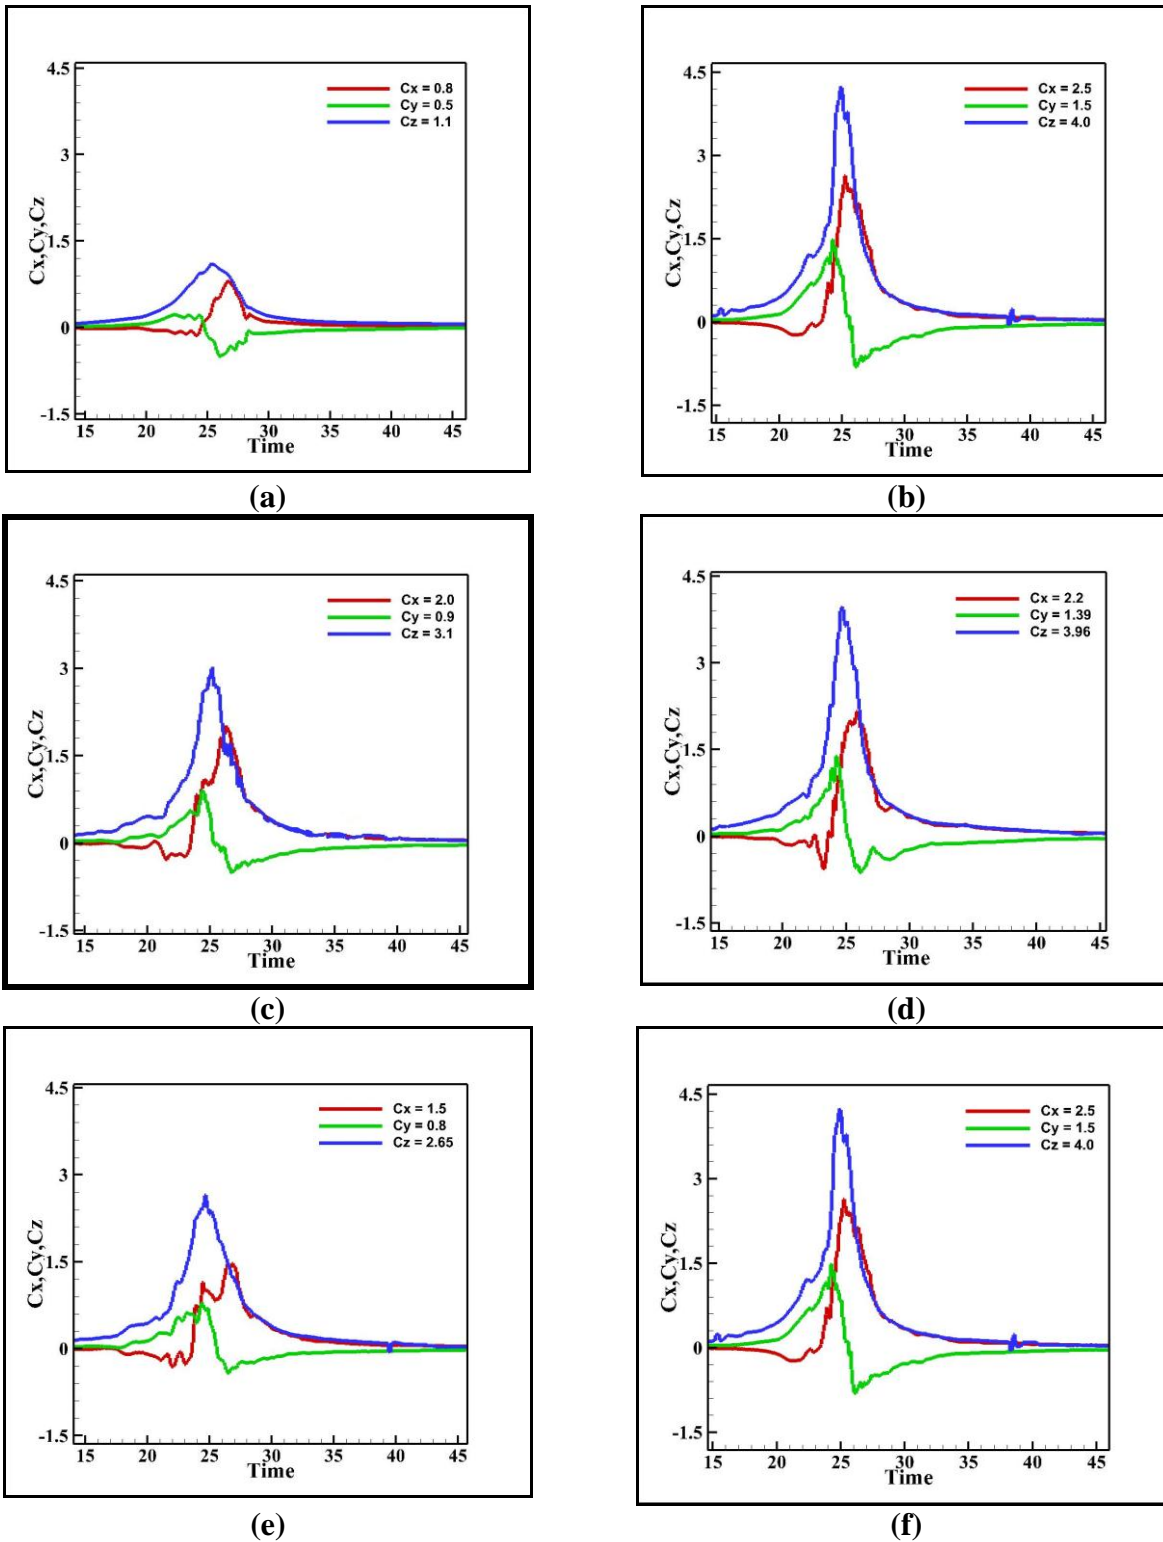 4.5
3
1.5
0
-1.5
Cx,Cy,Cz
Cx = 0.8
Cy = 0.5
Cz = 1.1
15 20 25 30 35 40 45
Time
(a)
4.5
3
1.5
0
-1.5
Cx,Cy,Cz
Cx = 2.5
Cy = 1.5
Cz = 4.0
15 20 25 30 35 40 45
Time
(b)
4.5
3
1.5
0
-1.5
Cx,Cy,Cz
Cx = 2.0
Cy = 0.9
Cz = 3.1
15 20 25 30 35 40 45
Time
(c)
4.5
3
1.5
0
-1.5
Cx,Cy,Cz
Cx = 2.2
Cy = 1.39
Cz = 3.96
15 20 25 30 35 40 45
Time
(d)
4.5
3
1.5
0
-1.5
Cx,Cy,Cz
Cx = 1.5
Cy = 0.8
Cz = 2.65
15 20 25 30 35 40 45
Time
(e)
4.5
3
1.5
0
-1.5
Cx,Cy,Cz
Cx = 2.5
Cy = 1.5
Cz = 4.0
15 20 25 30 35 40 45
Time
(f)